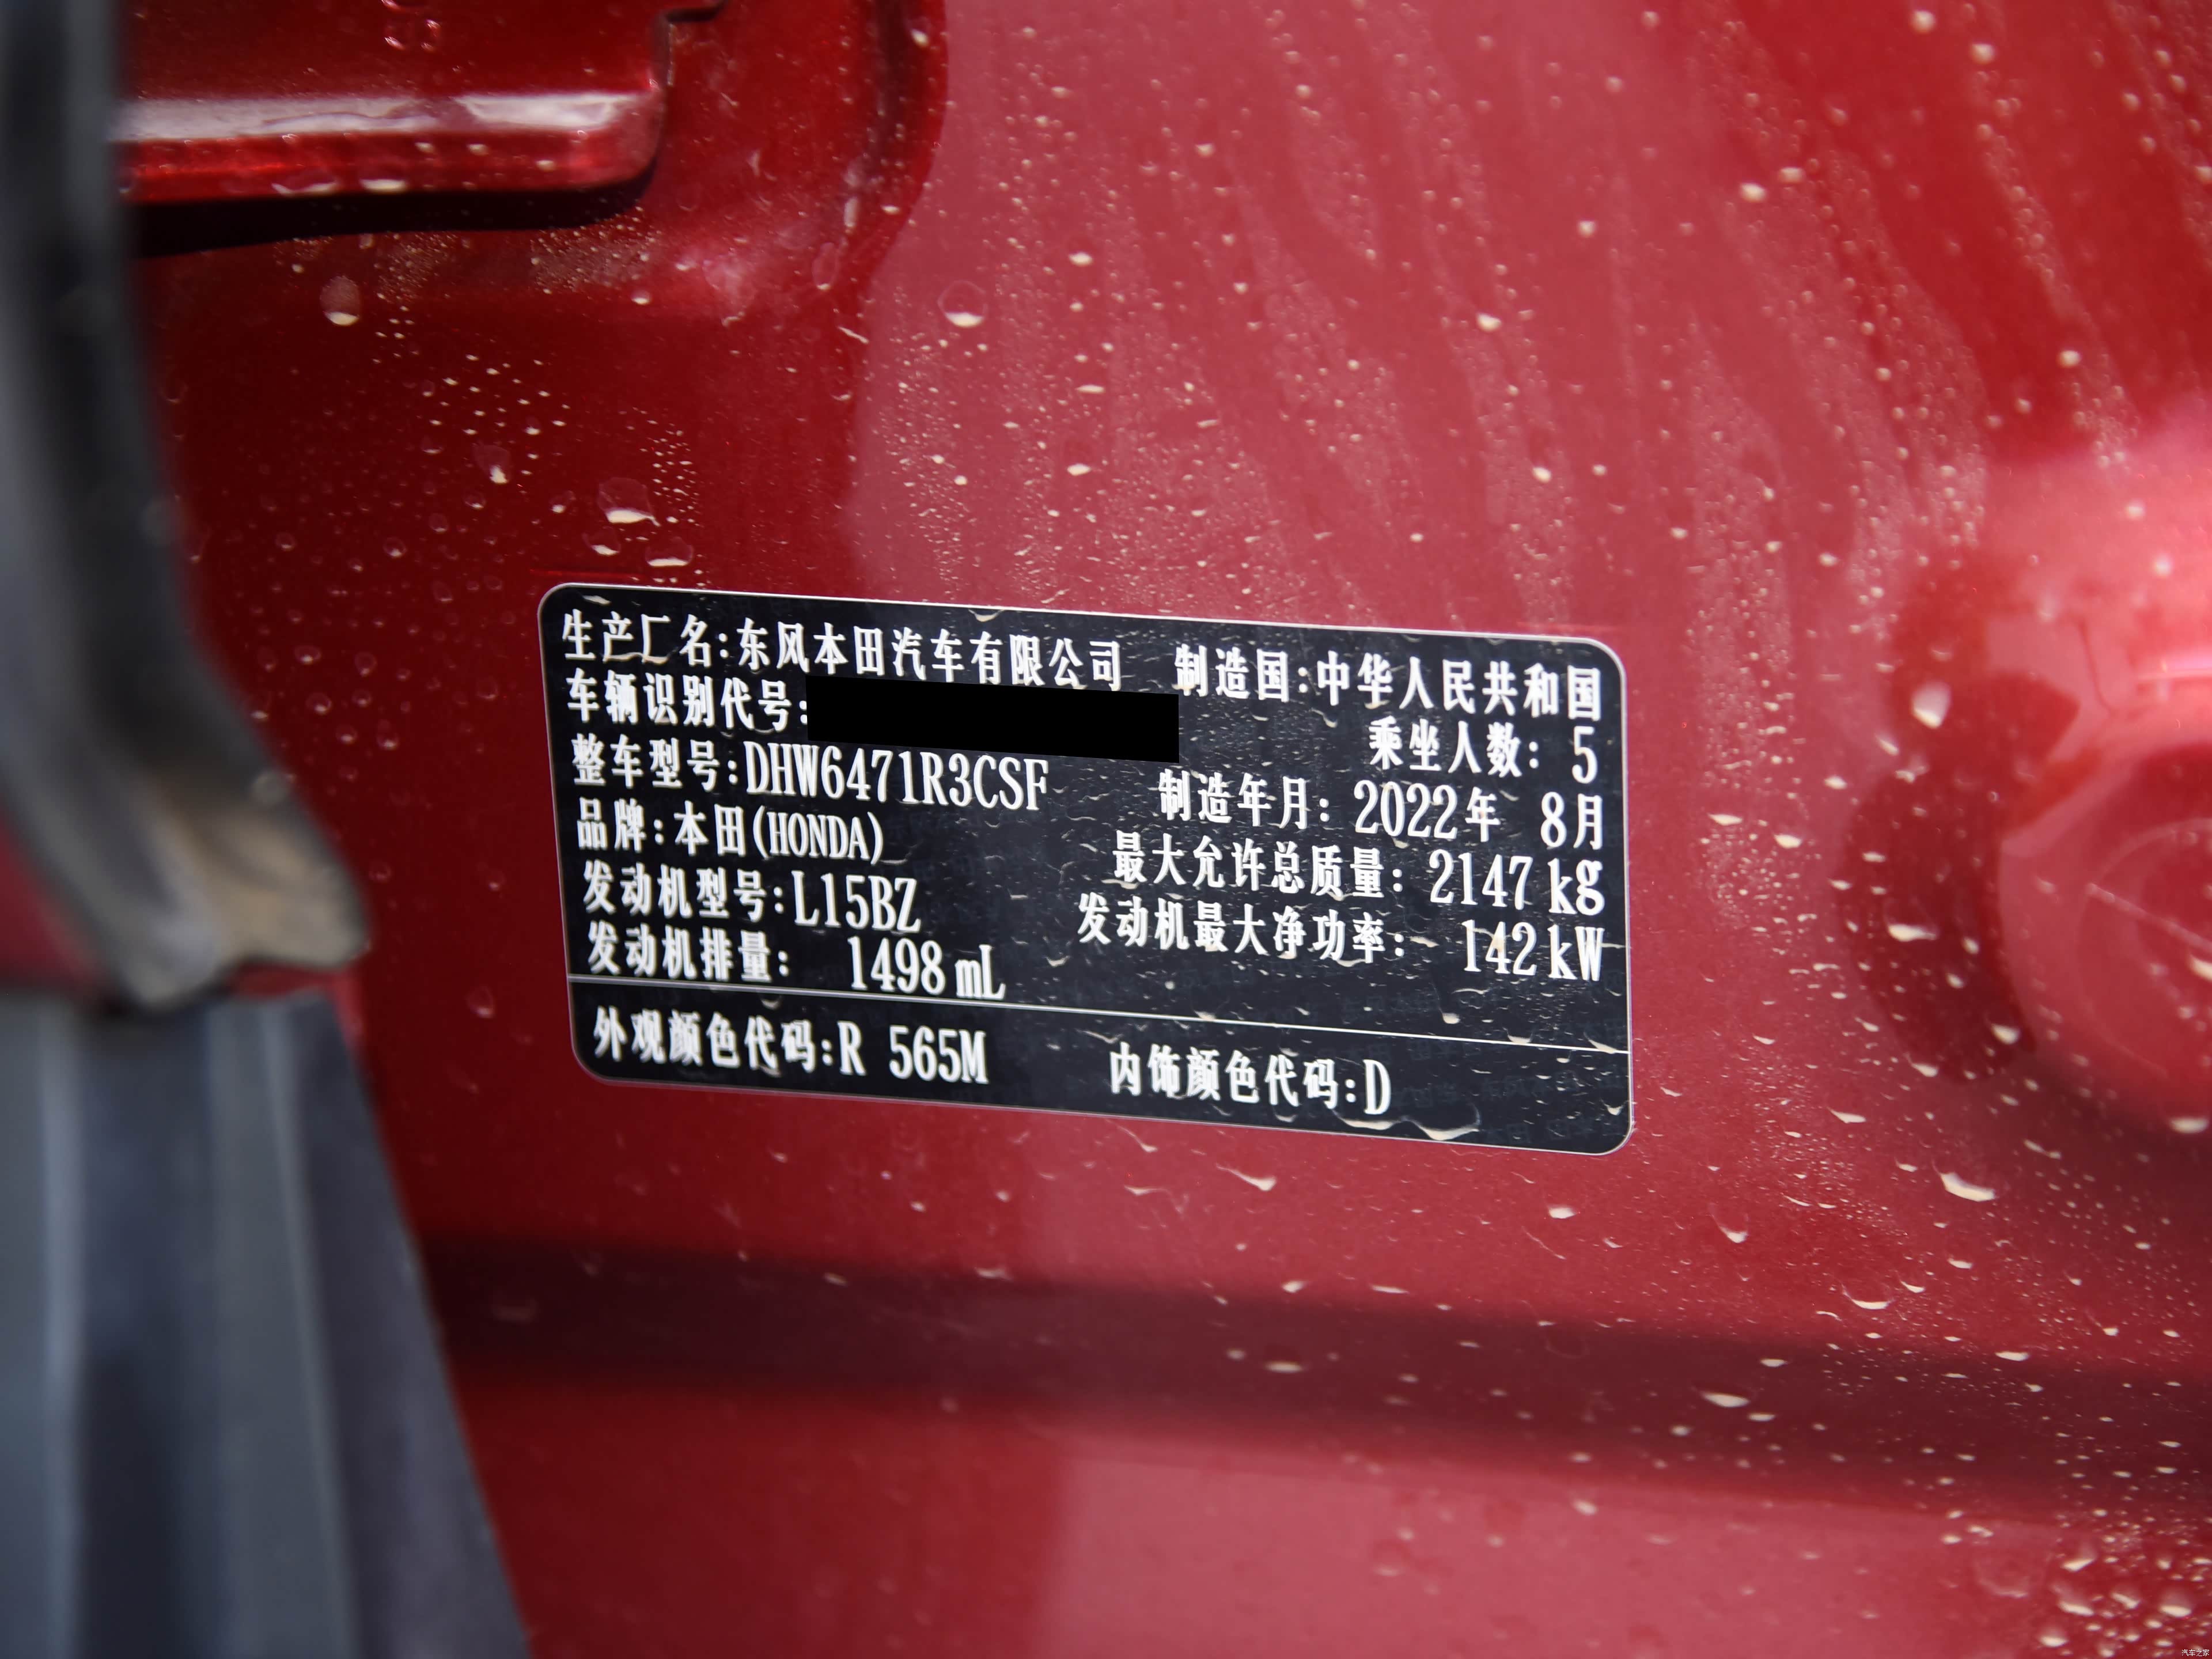 生产厂名:东风本田汽车有限公司 制造国:中华人民共和国
车辆识别代号:
乘坐人数: 5
整车型号:DHW6471R3CSF
制造年月: 2022年 8月
品牌:本田(HONDA)
最大允许总质量: 2147 kg
发动机型号:L15BZ
发动机最大净功率: 142 kW
发动机排量: 1498 mL
外观颜色代码:R 565M 内饰颜色代码:D
汽车之家